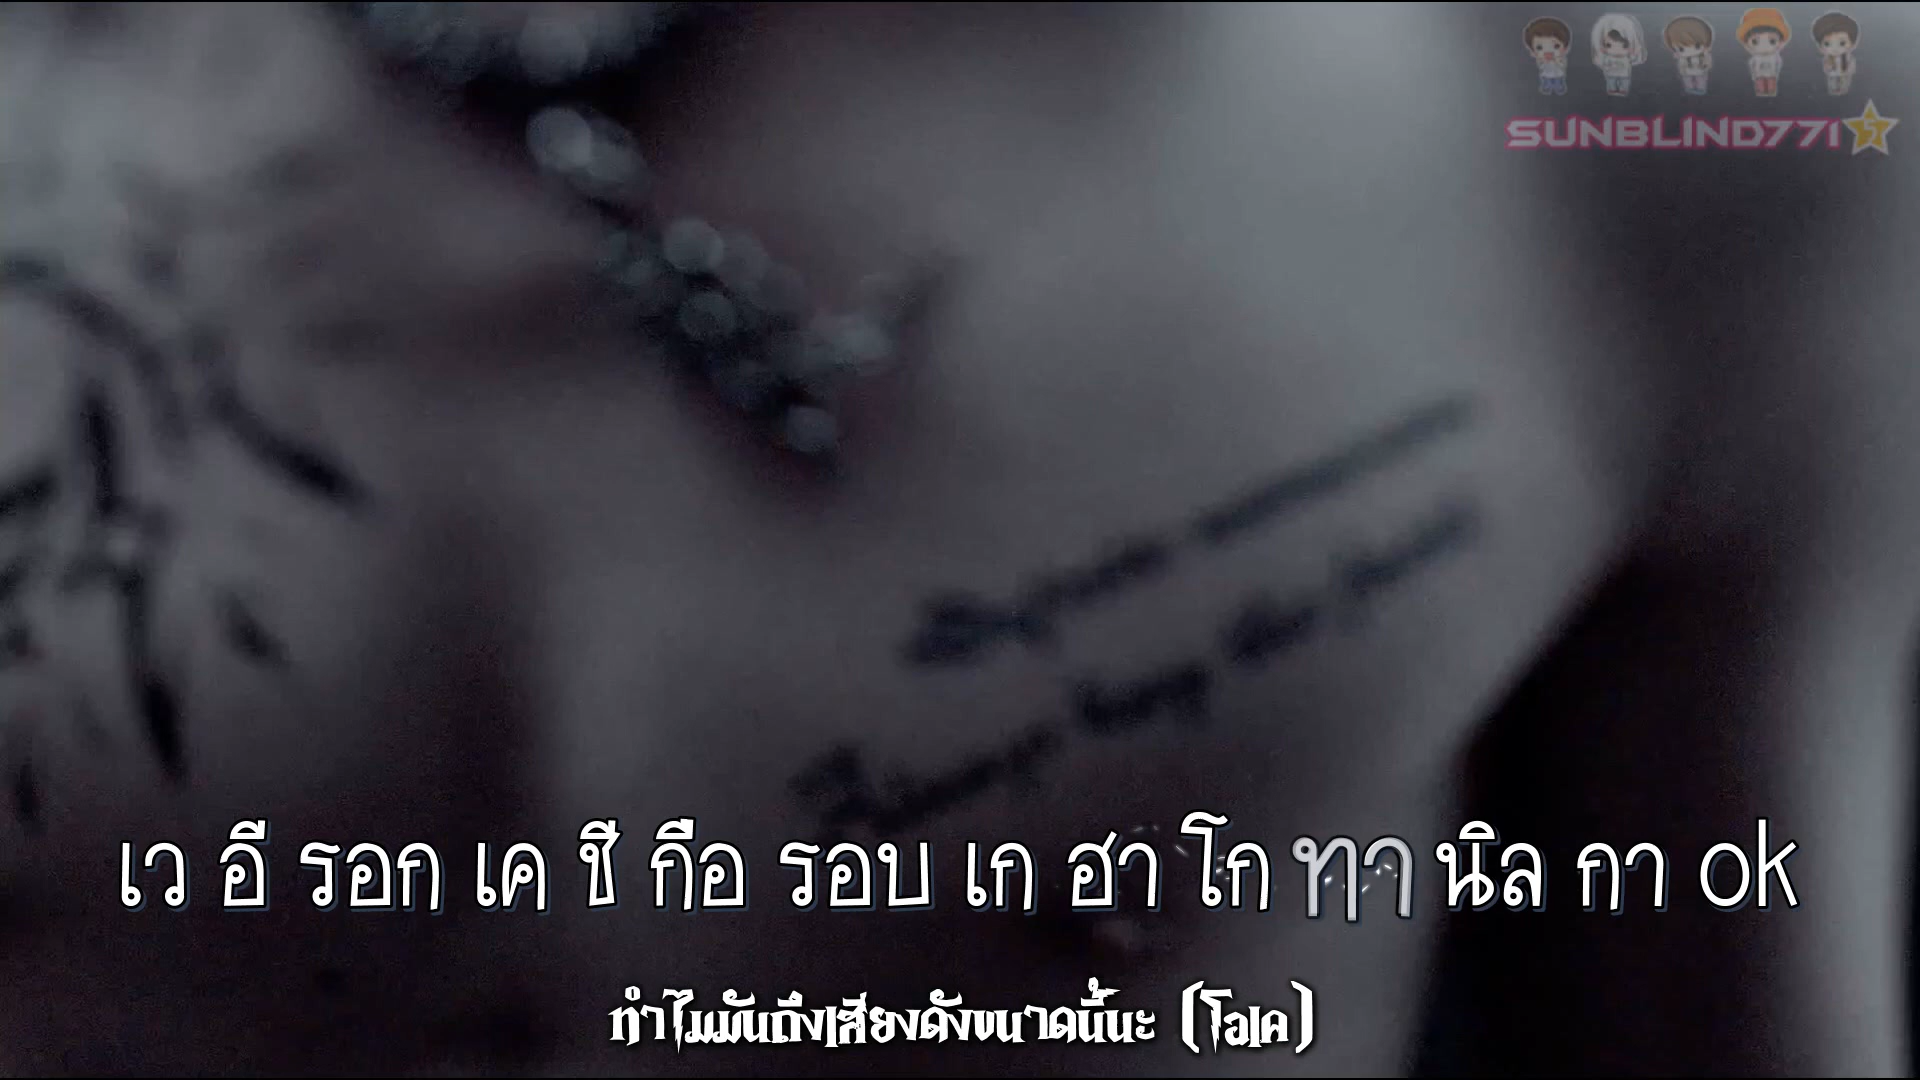 SUNBLIND771
5
เว อี รอก เค ชี กือ รอบ เก ฮา โก ทา นิล กา ok
ทำไมมันถึงเสียงดังขนาดนี้นะ (โอเค)